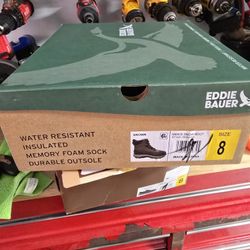 EDDIE
BAUER
WATER RESISTANT
INSULATED
MEMORY FOAM SOCK
DURABLE OUTSOLE
BROWN
SIZE
8